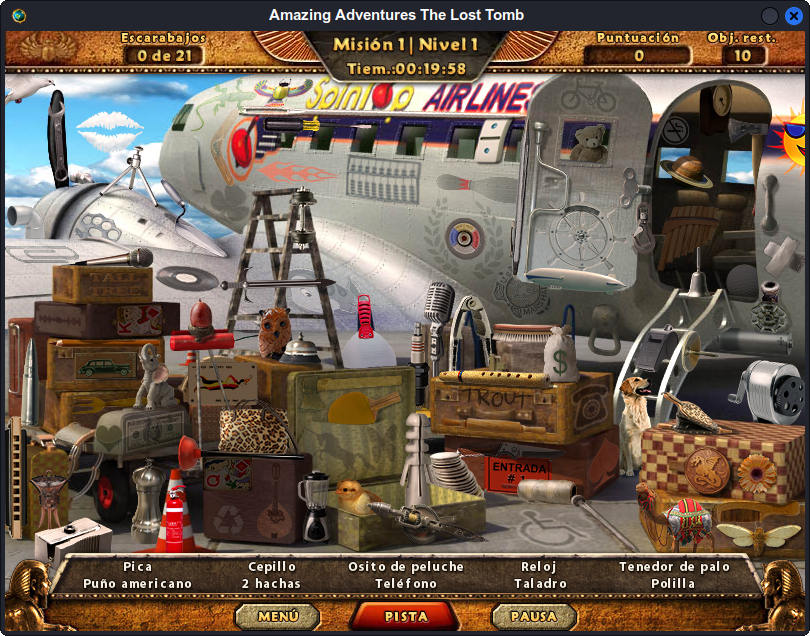 Amazing Adventures The Lost Tomb
Escarabajos
0 de 21
Misión 1 | Nivel 1
Tiem.:00:19:58
Puntuación
0
Obj. rest.
10
SpinTop AIRLINES
TROUT
$
ENTRADA
# 1
Pica
Cepillo
Osito de peluche
Reloj
Tenedor de palo
Puño americano
2 hachas
Teléfono
Taladro
Polilla
MENÚ
PISTA
PAUSA